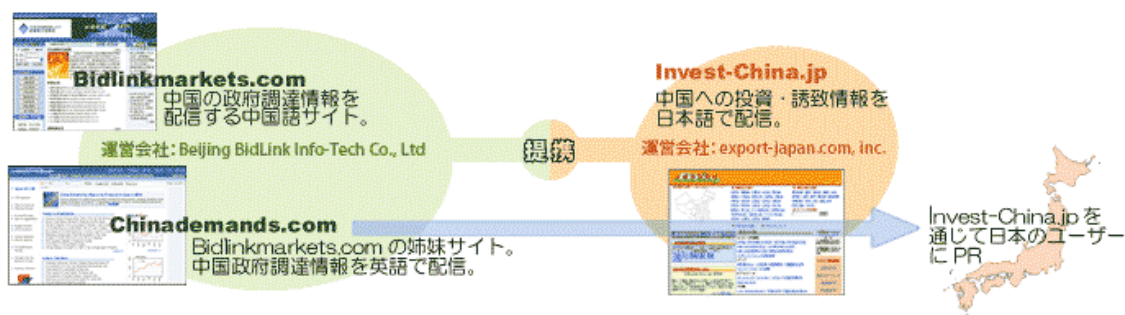 Bidlinkmarkets.com
中国の政府調達情報を
配信する中国語サイト。
運営会社：Beijing BidLink Info-Tech Co., Ltd
Chinademands.com
Bidlinkmarkets.com の姉妹サイト。
中国政府調達情報を英語で配信。
提携
Invest-China.jp
中国への投資・誘致情報を
日本語で配信。
運営会社：export-japan.com, inc.
Invest-China.jp を
通じて日本のユーザー
に PR